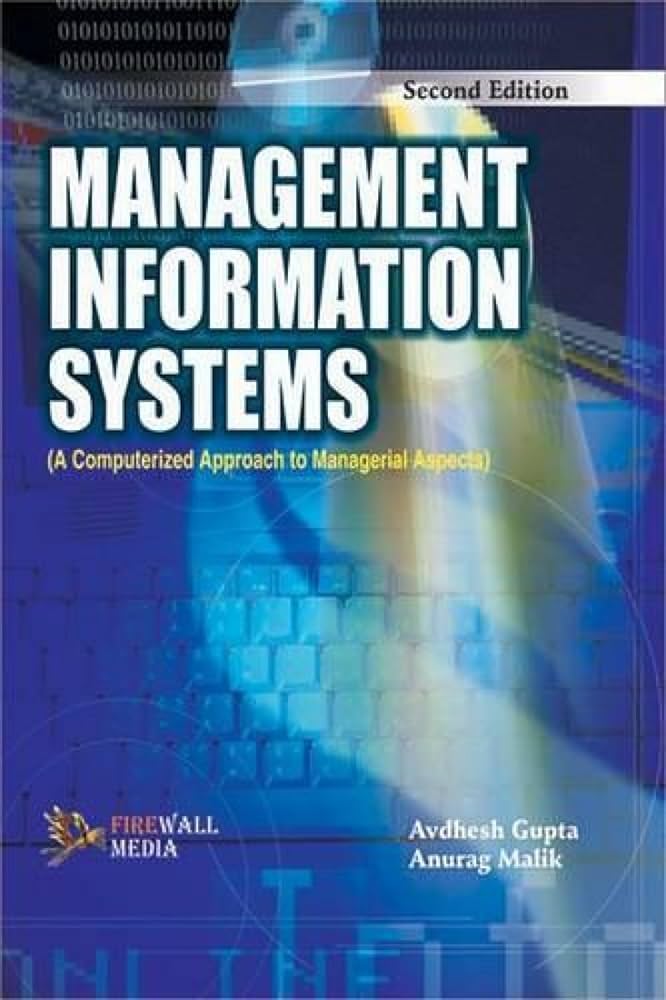 Second Edition
MANAGEMENT
INFORMATION
SYSTEMS
(A Computerized Approach to Managerial Aspects)
FIREWALL
MEDIA
Avdhesh Gupta
Anurag Malik